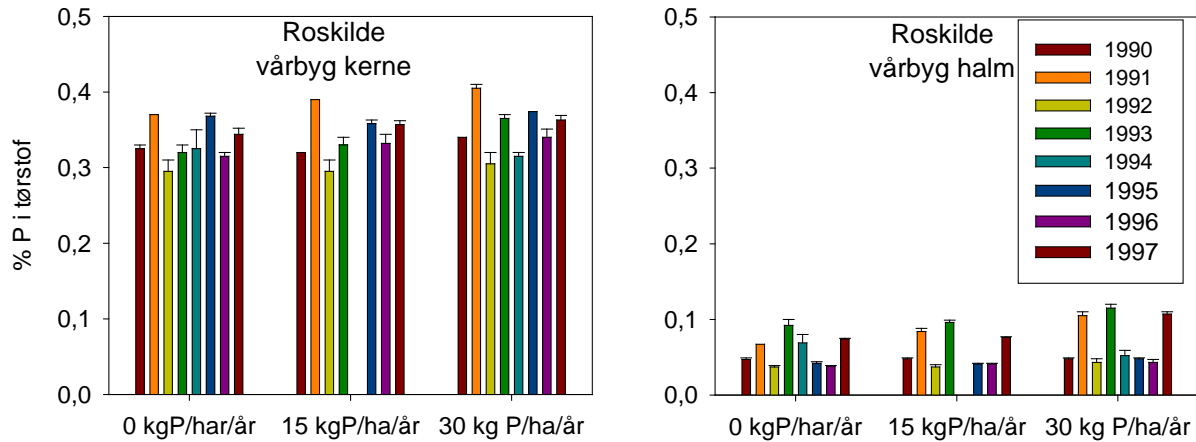 0,5
0,4
0,3
0,2
0,1
0,0
% P i tørstof
Roskilde
vårbyg kerne
0 kgP/har/år
15 kgP/ha/år
30 kg P/ha/år
0,5
0,4
0,3
0,2
0,1
0,0
Roskilde
vårbyg halm
1990
1991
1992
1993
1994
1995
1996
1997
0 kgP/har/år
15 kgP/ha/år
30 kg P/ha/år